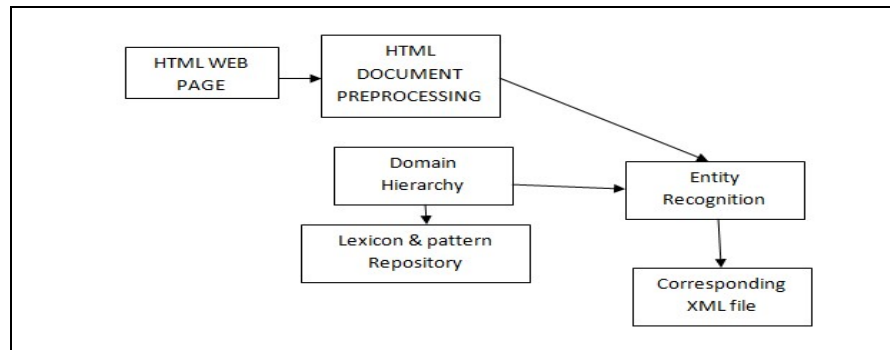 HTML WEB
PAGE
HTML
DOCUMENT
PREPROCESSING
Domain
Hierarchy
Entity
Recognition
Lexicon & pattern
Repository
Corresponding
XML file